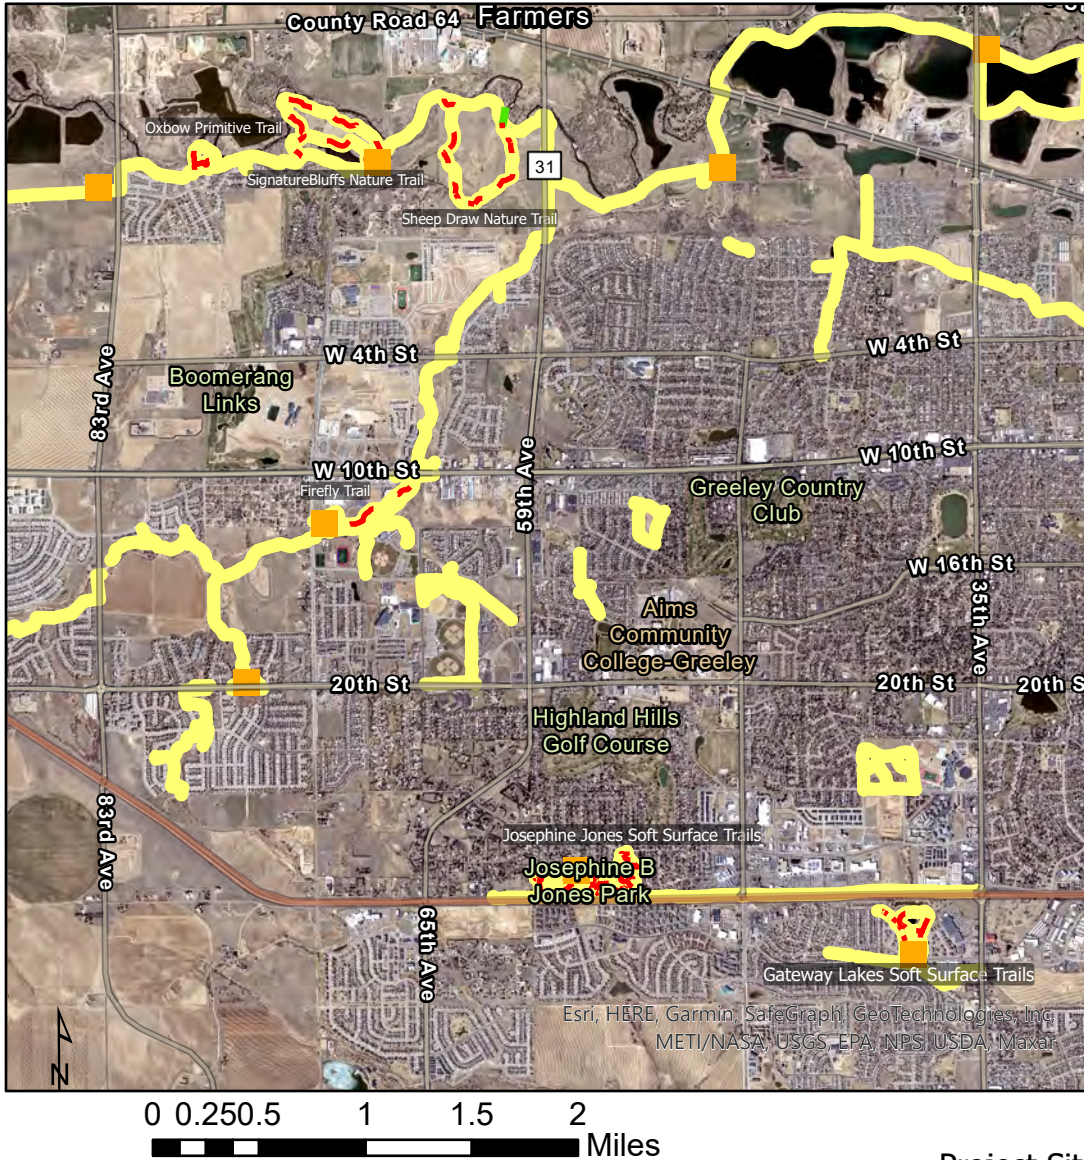 County Road 64
Farmers
Oxbow Primitive Trail
SignatureBluffs Nature Trail
31
Sheep Draw Nature Trail
W 4th St
W 4th St
Boomerang
Links
83rd Ave
W 10th St
W 10th St
Firefly Trail
59th Ave
Greeley Country
Club
W 16th St
35th Ave
Aims
Community
College-Greeley
20th St
20th St
20th S
Highland Hills
Golf Course
83rd Ave
Josephine Jones Soft Surface Trails
Josephine B
Jones Park
65th Ave
Gateway Lakes Soft Surface Trails
Esri, HERE, Garmin, SafeGraph, GeoTechnologies, Inc,
METI/NASA, USGS, EPA, NPS, USDA, Maxar
N
0 0.25 0.5 1 1.5 2
Miles